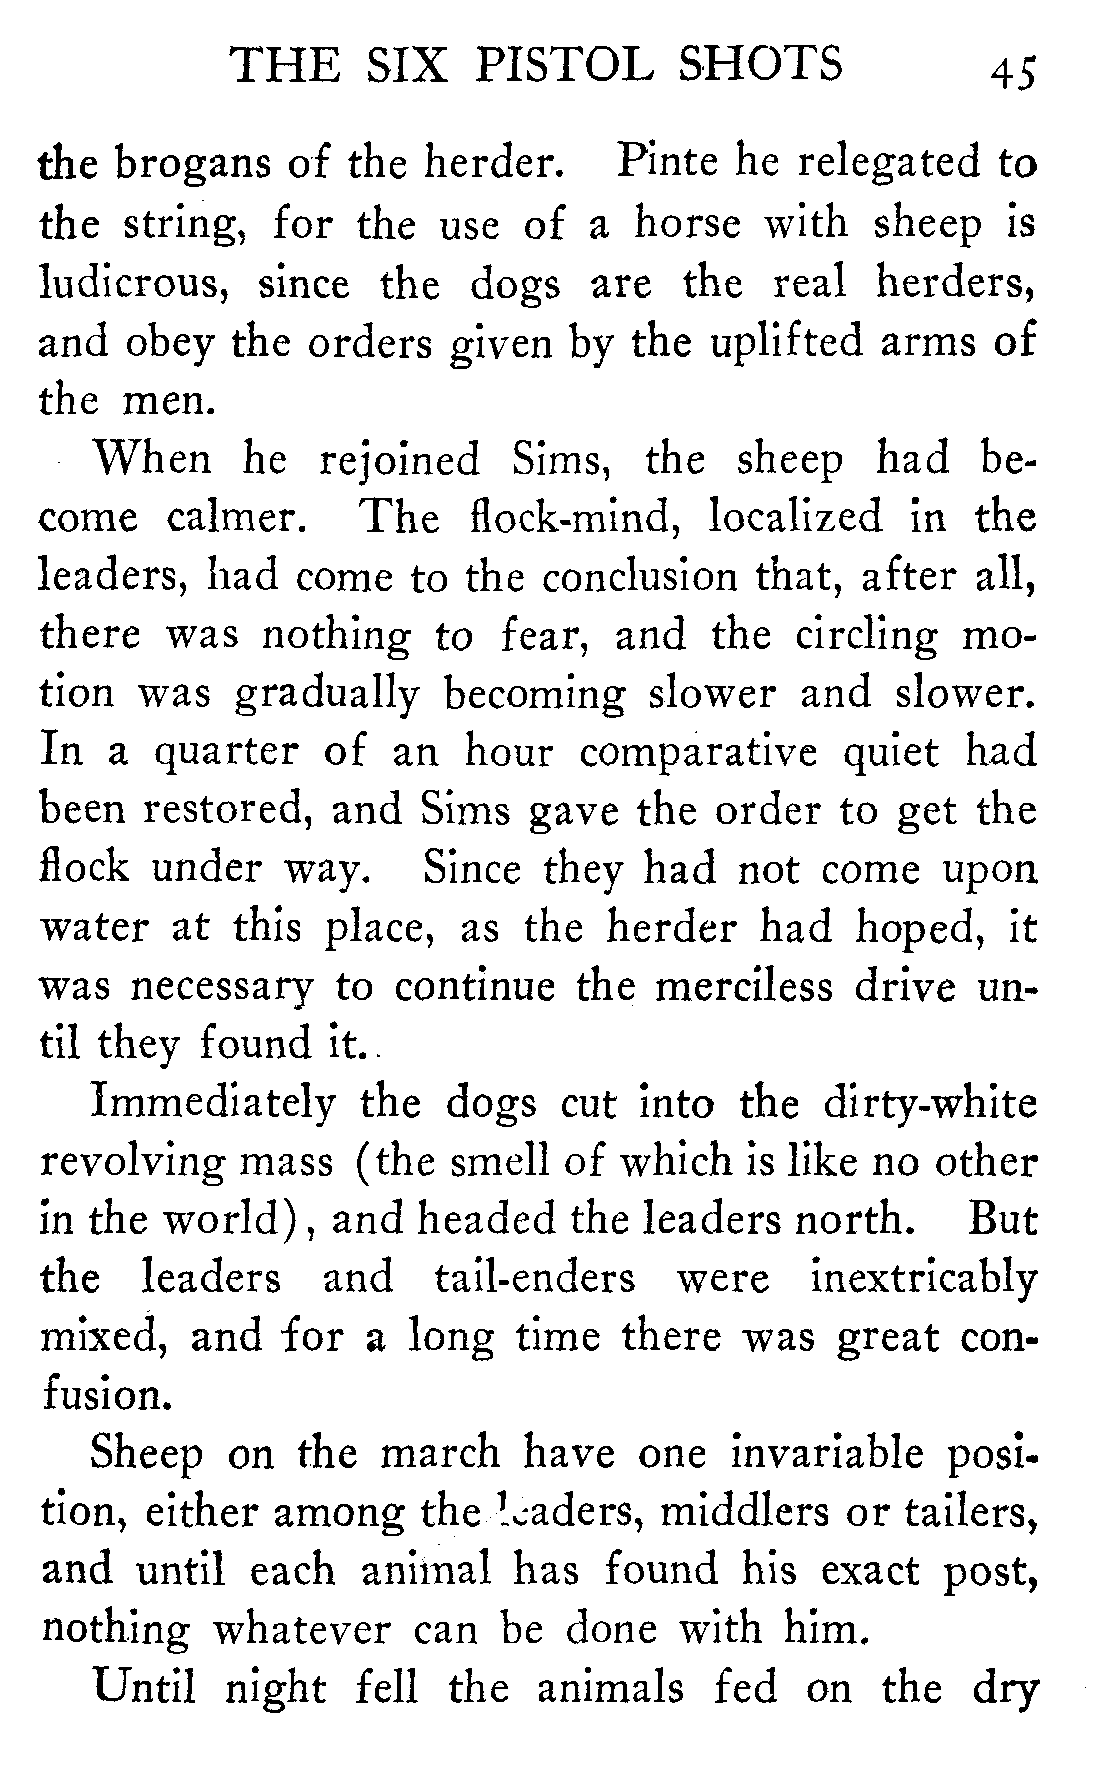 THE SIX PISTOL SHOTS 45
the brogans of the herder. Pinte he relegated to
the string, for the use of a horse with sheep is
ludicrous, since the dogs are the real herders,
and obey the orders given by the uplifted arms of
the men.
When he rejoined Sims, the sheep had be-
come calmer. The flock-mind, localized in the
leaders, had come to the conclusion that, after all,
there was nothing to fear, and the circling mo-
tion was gradually becoming slower and slower.
In a quarter of an hour comparative quiet had
been restored, and Sims gave the order to get the
flock under way. Since they had not come upon
water at this place, as the herder had hoped, it
was necessary to continue the merciless drive un-
til they found it.
Immediately the dogs cut into the dirty-white
revolving mass (the smell of which is like no other
in the world), and headed the leaders north. But
the leaders and tail-enders were inextricably
mixed, and for a long time there was great con-
fusion.
Sheep on the march have one invariable posi-
tion, either among the leaders, middlers or tailers,
and until each animal has found his exact post,
nothing whatever can be done with him.
Until night fell the animals fed on the dry